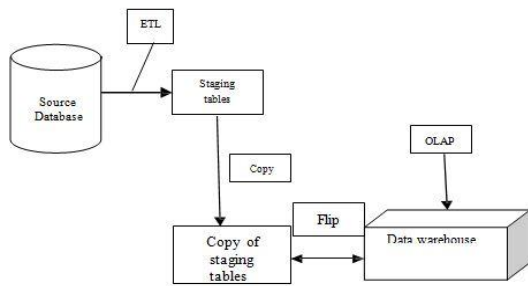 ETL
Source
Database
Staging
tables
OLAP
Copy
Flip
Copy of
staging
tables
Data warehouse